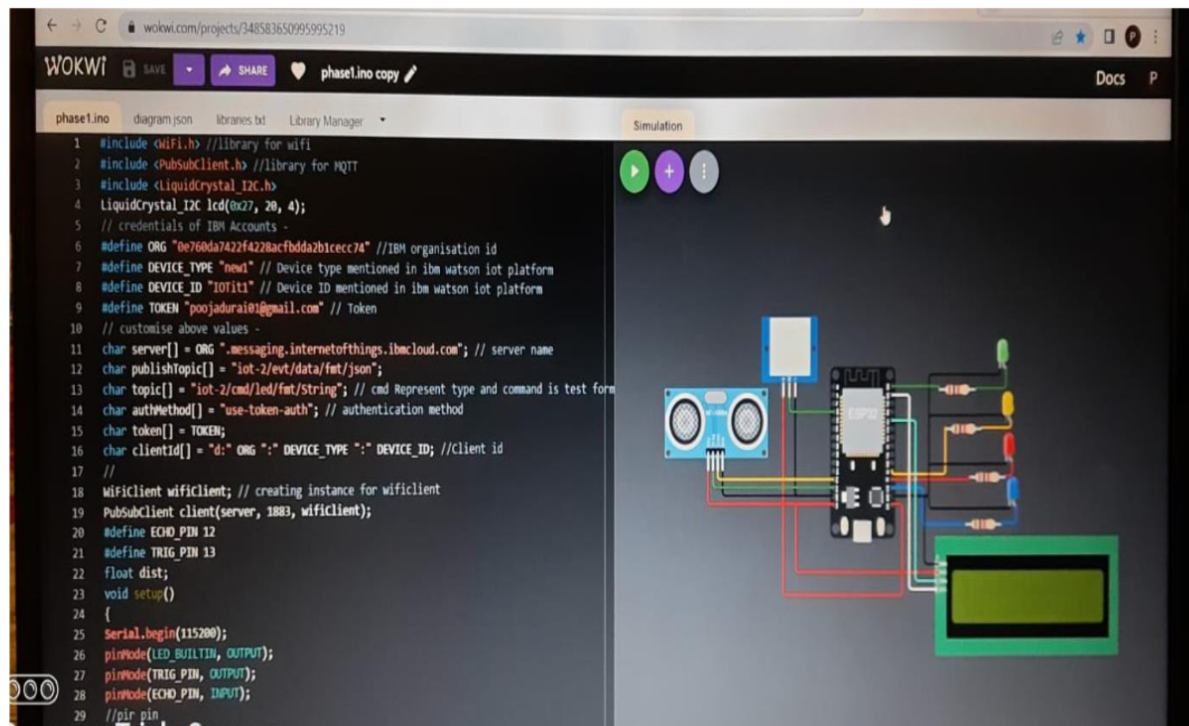 wokwi.com/projects/348583650995995219
WOKWi SAVE SHARE phase1.ino copy Docs P
phase1.ino diagram.json libraries.txt Library Manager
Simulation
1 #include <WiFi.h> //library for wifi
2 #include <PubSubClient.h> //library for MQTT
3 #include <LiquidCrystal_I2C.h>
4 LiquidCrystal_I2C lcd(0x27, 20, 4);
5 // credentials of IBM Accounts -
6 #define ORG "0e760da7422f4228acfbdda2b1cecc74" //IBM organisation id
7 #define DEVICE_TYPE "new1" // Device type mentioned in ibm watson iot platform
8 #define DEVICE_ID "IOTit1" // Device ID mentioned in ibm watson iot platform
9 #define TOKEN "poojadurai01@gmail.com" // Token
10 // customise above values -
11 char server[] = ORG ".messaging.internetofthings.ibmcloud.com"; // server name
12 char publishTopic[] = "iot-2/evt/data/fmt/json";
13 char topic[] = "iot-2/cmd/led/fmt/String"; // cmd Represent type and command is test form
14 char authMethod[] = "use-token-auth"; // authentication method
15 char token[] = TOKEN;
16 char clientId[] = "d:" ORG ":" DEVICE_TYPE ":" DEVICE_ID; //Client id
17 //
18 WiFiClient wifiClient; // creating instance for wificlient
19 PubSubClient client(server, 1883, wifiClient);
20 #define ECHO_PIN 12
21 #define TRIG_PIN 13
22 float dist;
23 void setup()
24 {
25 Serial.begin(115200);
26 pinMode(LED_BUILTIN, OUTPUT);
27 pinMode(TRIG_PIN, OUTPUT);
28 pinMode(ECHO_PIN, INPUT);
29 //pir pin
ESP32